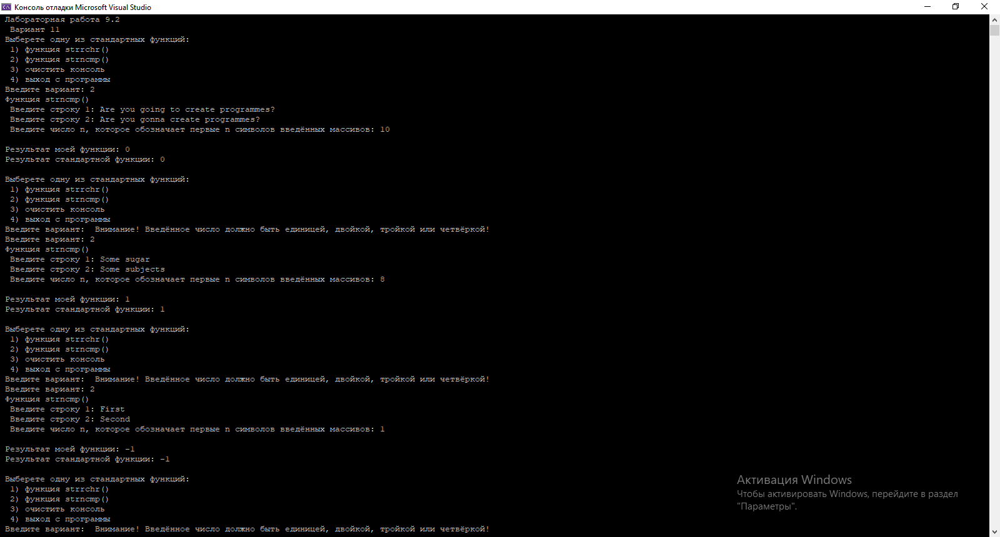 Консоль отладки Microsoft Visual Studio
Лабораторная работа 9.2
Вариант 11
Выберете одну из стандартных функций:
1) функция strrchr()
2) функция strncmp()
3) очистить консоль
4) выход с программы
Введите вариант: 2
Функция strncmp()
Введите строку 1: Are you going to create programmes?
Введите строку 2: Are you gonna create programmes?
Введите число n, которое обозначает первые n символов введённых массивов: 10
Результат моей функции: 0
Результат стандартной функции: 0
Выберете одну из стандартных функций:
1) функция strrchr()
2) функция strncmp()
3) очистить консоль
4) выход с программы
Введите вариант:  Внимание! Введённое число должно быть единицей, двойкой, тройкой или четвёркой!
Введите вариант: 2
Функция strncmp()
Введите строку 1: Some sugar
Введите строку 2: Some subjects
Введите число n, которое обозначает первые n символов введённых массивов: 8
Результат моей функции: 1
Результат стандартной функции: 1
Выберете одну из стандартных функций:
1) функция strrchr()
2) функция strncmp()
3) очистить консоль
4) выход с программы
Введите вариант:  Внимание! Введённое число должно быть единицей, двойкой, тройкой или четвёркой!
Введите вариант: 2
Функция strncmp()
Введите строку 1: First
Введите строку 2: Second
Введите число n, которое обозначает первые n символов введённых массивов: 1
Результат моей функции: -1
Результат стандартной функции: -1
Выберете одну из стандартных функций:
1) функция strrchr()
2) функция strncmp()
3) очистить консоль
4) выход с программы
Введите вариант:  Внимание! Введённое число должно быть единицей, двойкой, тройкой или четвёркой!
Активация Windows
Чтобы активировать Windows, перейдите в раздел
"Параметры".